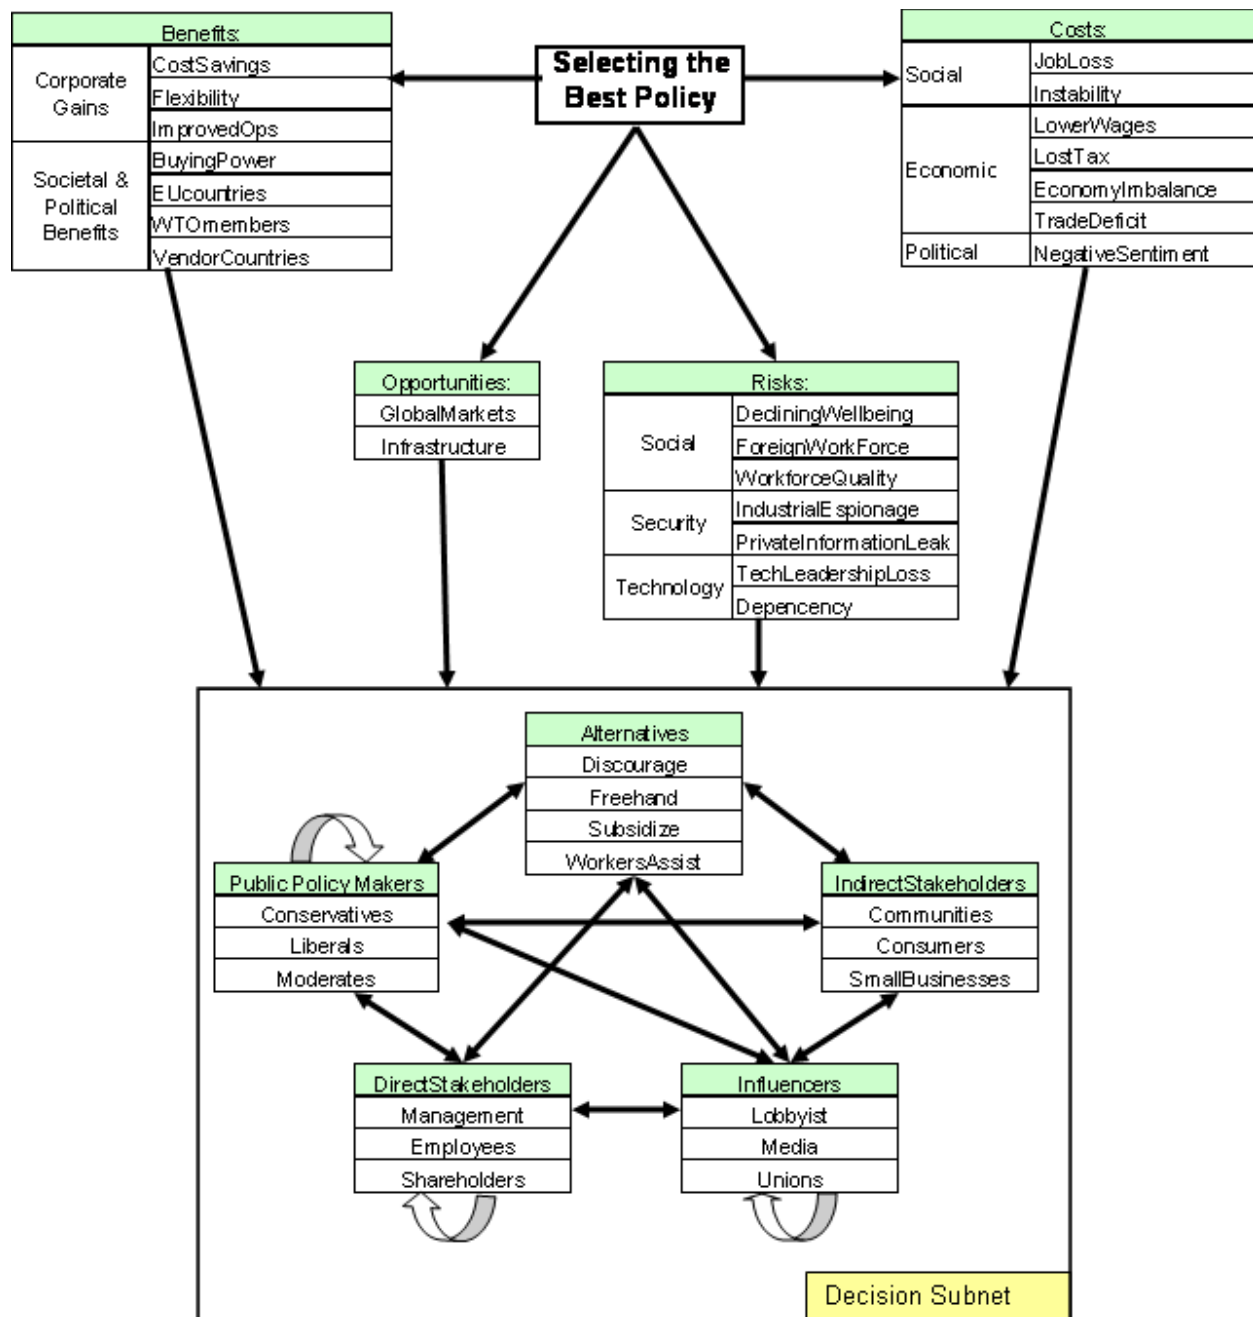 Selecting the
Best Policy
Benefits:
Corporate
Gains
CostSavings
Flexibility
ImprovedOps
Societal &
Political
Benefits
BuyingPower
EUcountries
WTOmembers
VendorCountries
Costs:
Social
JobLoss
Instability
Economic
LowerWages
LostTax
EconomyImbalance
TradeDeficit
Political
NegativeSentiment
Opportunities:
GlobalMarkets
Infrastructure
Risks:
Social
DecliningWellbeing
ForeignWorkForce
WorkforceQuality
Security
IndustrialEspionage
PrivateInformationLeak
Technology
TechLeadershipLoss
Depencency
Alternatives
Discourage
Freehand
Subsidize
WorkersAssist
Public Policy Makers
Conservatives
Liberals
Moderates
IndirectStakeholders
Communities
Consumers
SmallBusinesses
DirectStakeholders
Management
Employees
Shareholders
Influencers
Lobbyist
Media
Unions
Decision Subnet